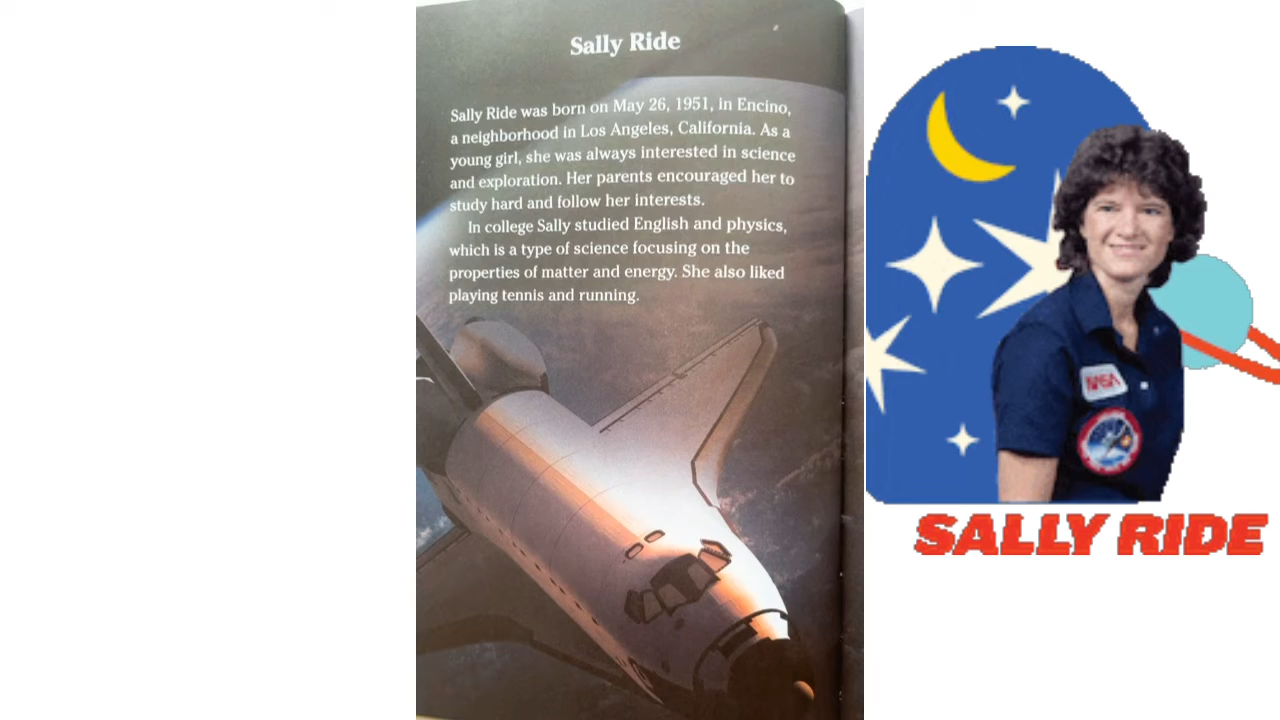 Sally Ride
Sally Ride was born on May 26, 1951, in Encino,
a neighborhood in Los Angeles, California. As a
young girl, she was always interested in science
and exploration. Her parents encouraged her to
study hard and follow her interests.
In college Sally studied English and physics,
which is a type of science focusing on the
properties of matter and energy. She also liked
playing tennis and running.
NASA
SALLY RIDE